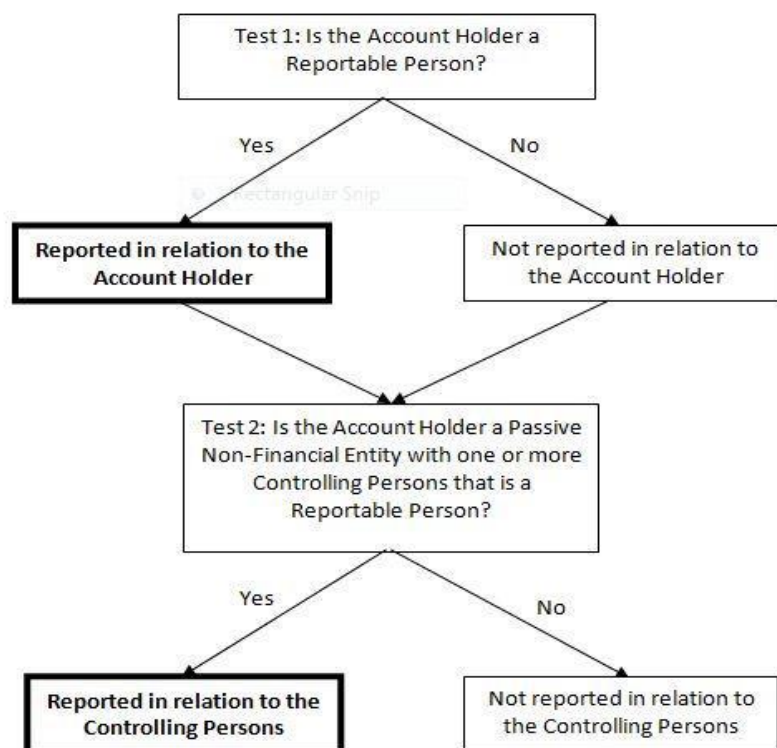 Test 1: Is the Account Holder a
Reportable Person?
Yes
No
Rectangular Snip
Reported in relation to the
Account Holder
Not reported in relation to
the Account Holder
Test 2: Is the Account Holder a Passive
Non-Financial Entity with one or more
Controlling Persons that is a
Reportable Person?
Yes
No
Reported in relation to the
Controlling Persons
Not reported in relation to
the Controlling Persons